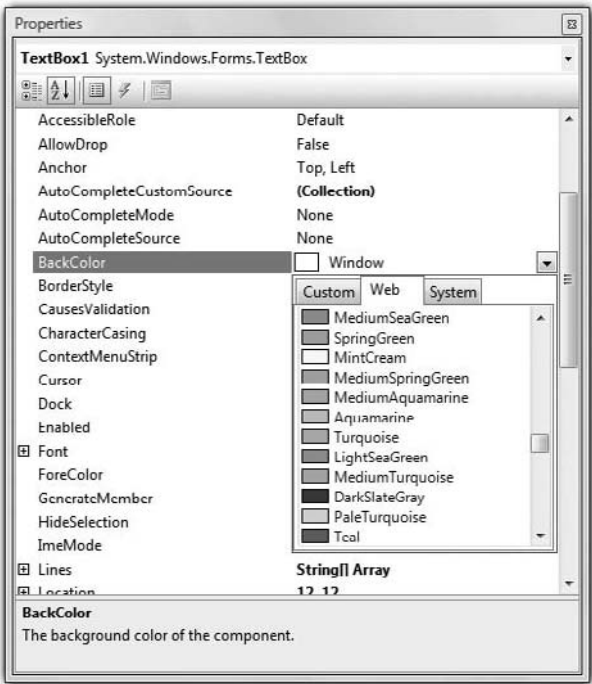 Properties
TextBox1 System.Windows.Forms.TextBox
AccessibleRole Default
AllowDrop False
Anchor Top, Left
AutoCompleteCustomSource (Collection)
AutoCompleteMode None
AutoCompleteSource None
BackColor Window
BorderStyle
CausesValidation
CharacterCasing
ContextMenuStrip
Cursor
Dock
Enabled
Font
ForeColor
GenerateMember
HideSelection
ImeMode
Custom Web System
MediumSeaGreen
SpringGreen
MintCream
MediumSpringGreen
MediumAquamarine
Aquamarine
Turquoise
LightSeaGreen
MediumTurquoise
DarkSlateGray
PaleTurquoise
Teal
Lines String[] Array
Location 12, 12
BackColor
The background color of the component.